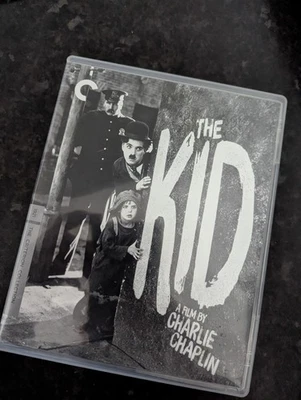 THE
KID
A FILM BY
CHARLIE
CHAPLIN